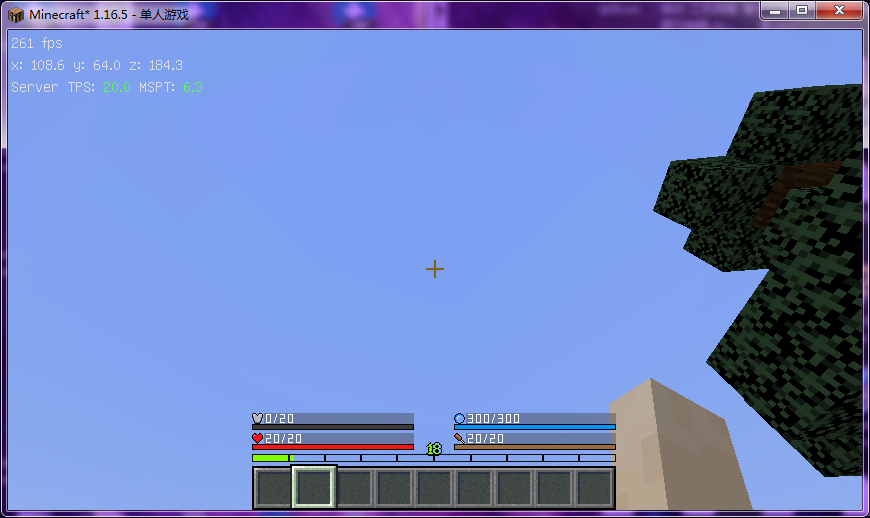 Minecraft* 1.16.5 - 单人游戏
261 fps
x: 108.6 y: 64.0 z: 184.3
Server TPS: 20.0 MSPT: 6.3
0/20
300/300
20/20
20/20
18